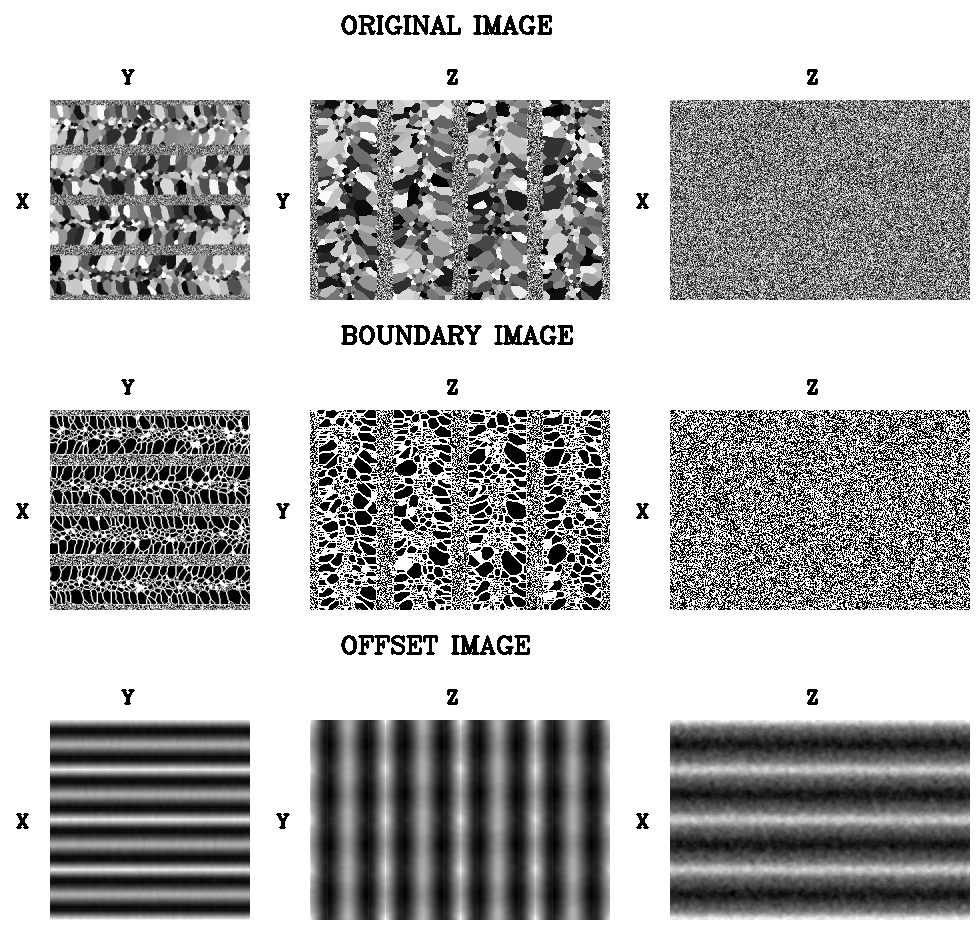 ORIGINAL IMAGE
Y Z Z
X Y X
BOUNDARY IMAGE
Y Z Z
X Y X
OFFSET IMAGE
Y Z Z
X Y X